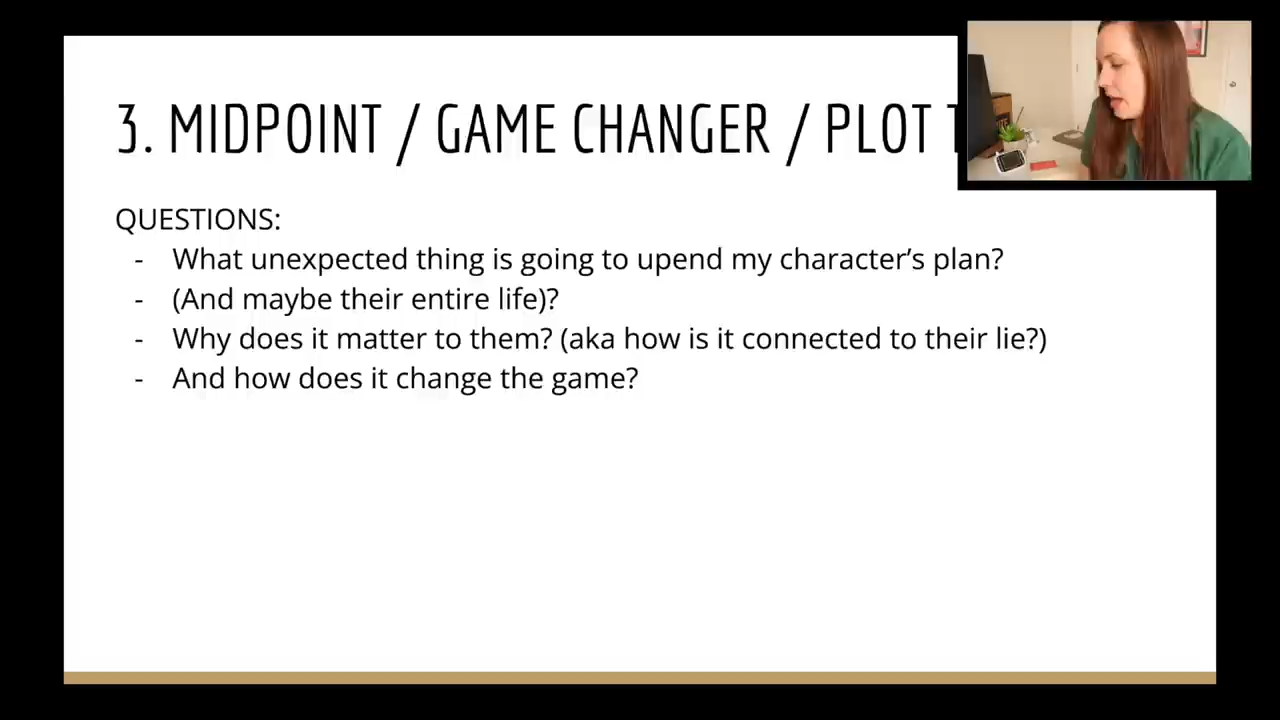 3. MIDPOINT / GAME CHANGER / PLOT
QUESTIONS:
- What unexpected thing is going to upend my character’s plan?
- (And maybe their entire life)?
- Why does it matter to them? (aka how is it connected to their lie?)
- And how does it change the game?